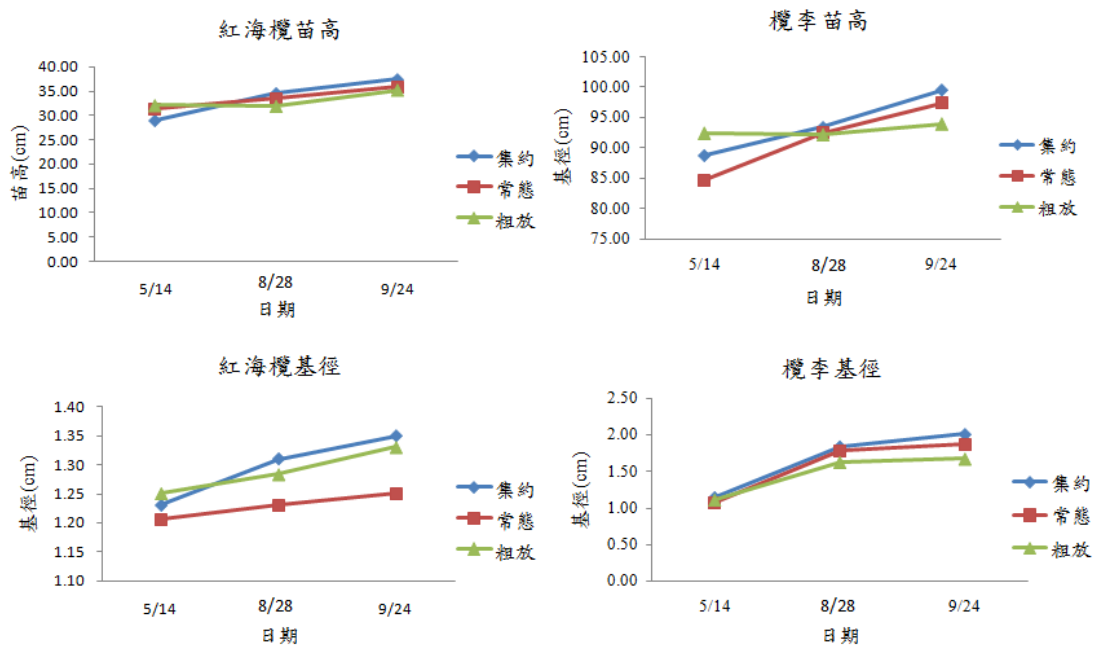 紅海欖苗高
40.00
35.00
30.00
25.00
20.00
15.00
10.00
5.00
0.00
苗高(cm)
5/14
8/28
9/24
日期
集約
常態
粗放
欖李苗高
105.00
100.00
95.00
90.00
85.00
80.00
75.00
基徑(cm)
5/14
8/28
9/24
日期
集約
常態
粗放
紅海欖基徑
1.40
1.35
1.30
1.25
1.20
1.15
1.10
基徑(cm)
5/14
8/28
9/24
日期
集約
常態
粗放
欖李基徑
2.50
2.00
1.50
1.00
0.50
0.00
基徑(cm)
5/14
8/28
9/24
日期
集約
常態
粗放